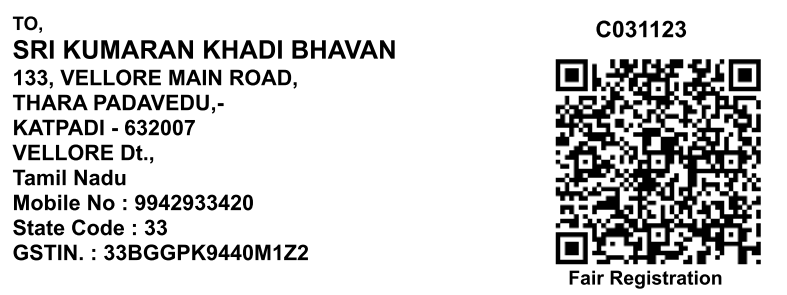 TO,
SRI KUMARAN KHADI BHAVAN
133, VELLORE MAIN ROAD,
THARA PADAVEDU,-
KATPADI - 632007
VELLORE Dt.,
Tamil Nadu
Mobile No : 9942933420
State Code : 33
GSTIN. : 33BGGPK9440M1Z2
C031123
Fair Registration